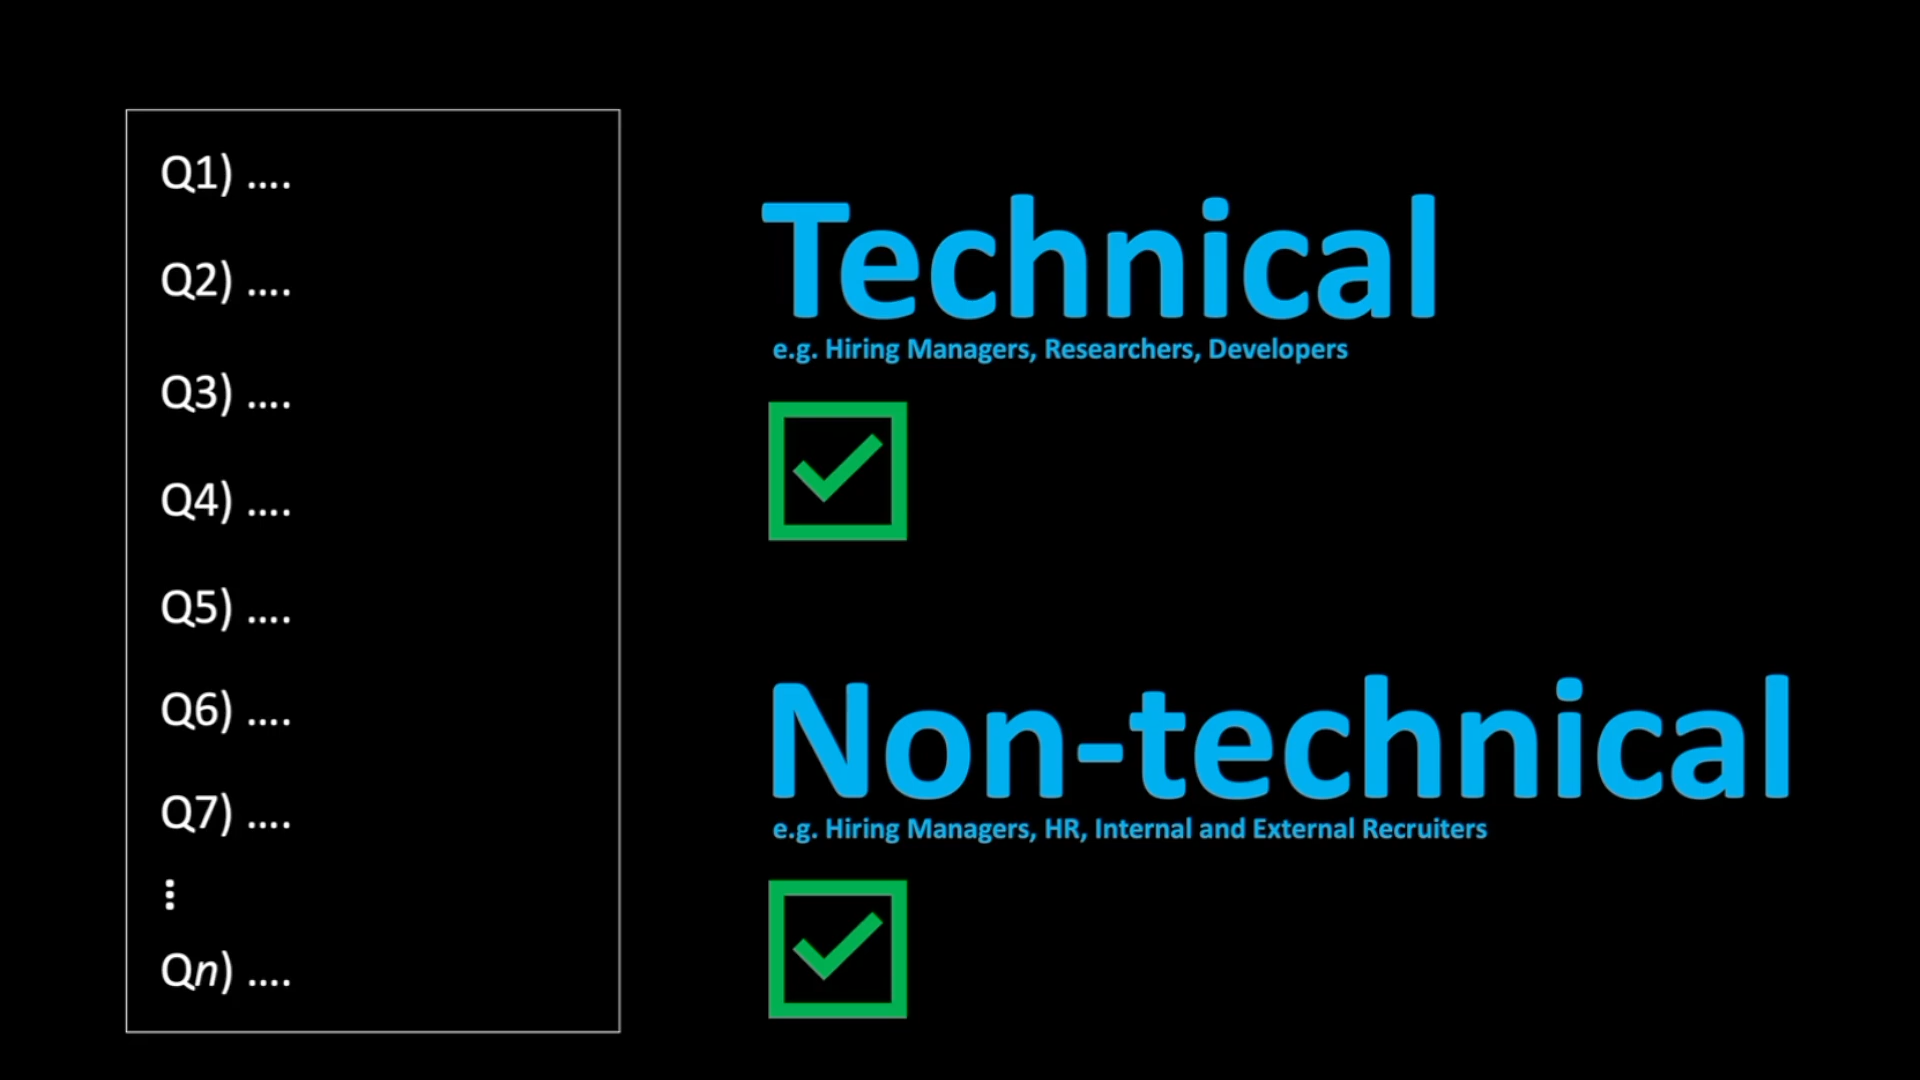 Q1) ....
Q2) ....
Q3) ....
Q4) ....
Q5) ....
Q6) ....
Q7) ....
⋮
Qn) ....
Technical
e.g. Hiring Managers, Researchers, Developers
Non-technical
e.g. Hiring Managers, HR, Internal and External Recruiters